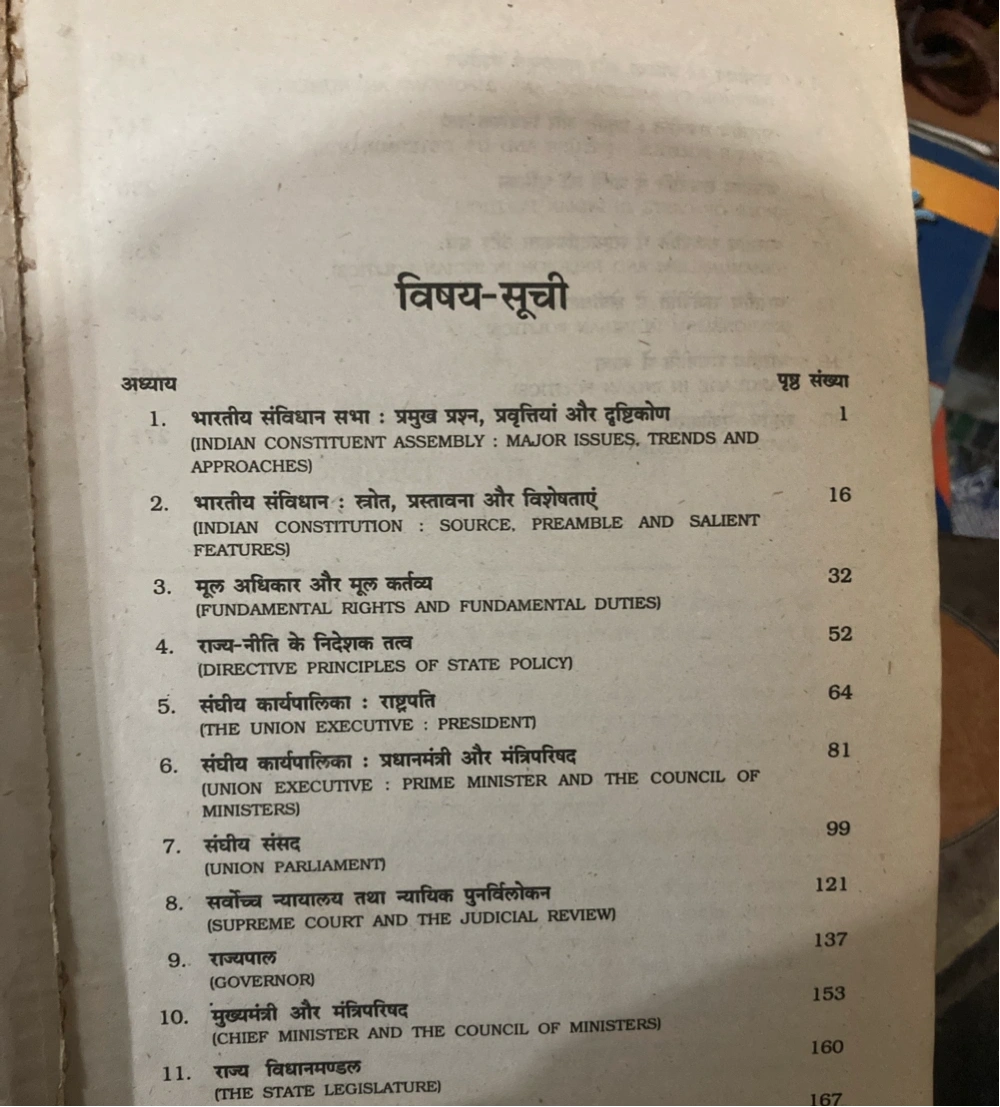 विषय-सूची
अध्याय पृष्ठ संख्या
1. भारतीय संविधान सभा : प्रमुख प्रश्न, प्रवृत्तियां और दृष्टिकोण 1
(INDIAN CONSTITUENT ASSEMBLY : MAJOR ISSUES, TRENDS AND
APPROACHES)
2. भारतीय संविधान : स्त्रोत, प्रस्तावना और विशेषताएं 16
(INDIAN CONSTITUTION : SOURCE, PREAMBLE AND SALIENT
FEATURES)
3. मूल अधिकार और मूल कर्तव्य 32
(FUNDAMENTAL RIGHTS AND FUNDAMENTAL DUTIES)
4. राज्य-नीति के निदेशक तत्व 52
(DIRECTIVE PRINCIPLES OF STATE POLICY)
5. संघीय कार्यपालिका : राष्ट्रपति 64
(THE UNION EXECUTIVE : PRESIDENT)
6. संघीय कार्यपालिका : प्रधानमंत्री और मंत्रिपरिषद 81
(UNION EXECUTIVE : PRIME MINISTER AND THE COUNCIL OF
MINISTERS)
7. संघीय संसद 99
(UNION PARLIAMENT)
8. सर्वोच्च न्यायालय तथा न्यायिक पुनर्विलोकन 121
(SUPREME COURT AND THE JUDICIAL REVIEW)
9. राज्यपाल 137
(GOVERNOR)
10. मुख्यमंत्री और मंत्रिपरिषद 153
(CHIEF MINISTER AND THE COUNCIL OF MINISTERS)
11. राज्य विधानमण्डल 160
(THE STATE LEGISLATURE)
167